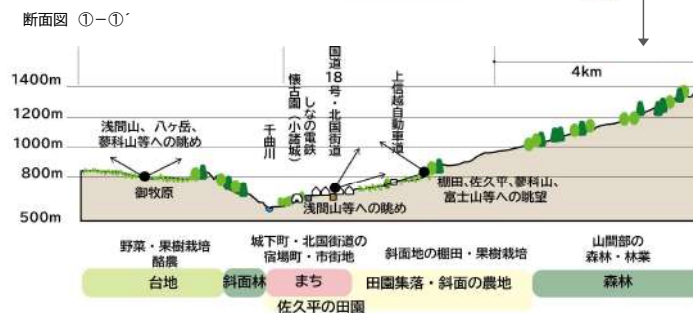 断面図 ①−①´
4km
1400m
1200m
1000m
800m
500m
浅間山、八ヶ岳、
蓼科山等への眺め
御牧原
千曲川
懐古園（小諸城）
しなの電鉄
国道18号・北国街道
上信越自動車道
浅間山等への眺め
棚田、佐久平、蓼科山、
富士山等への眺望
野菜・果樹栽培
酪農
城下町・北国街道の
宿場町・市街地
斜面地の棚田・果樹栽培
山間部の
森林・林業
台地
斜面林
まち
田園集落・斜面の農地
森林
佐久平の田園